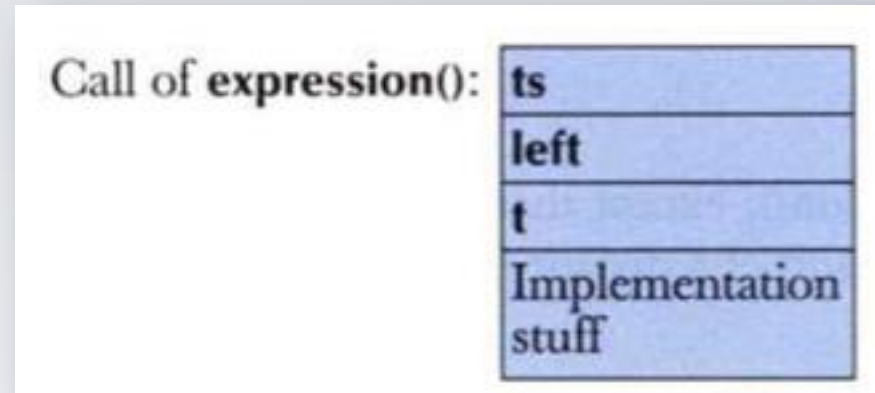 Call of expression():
ts
left
t
Implementation
stuff